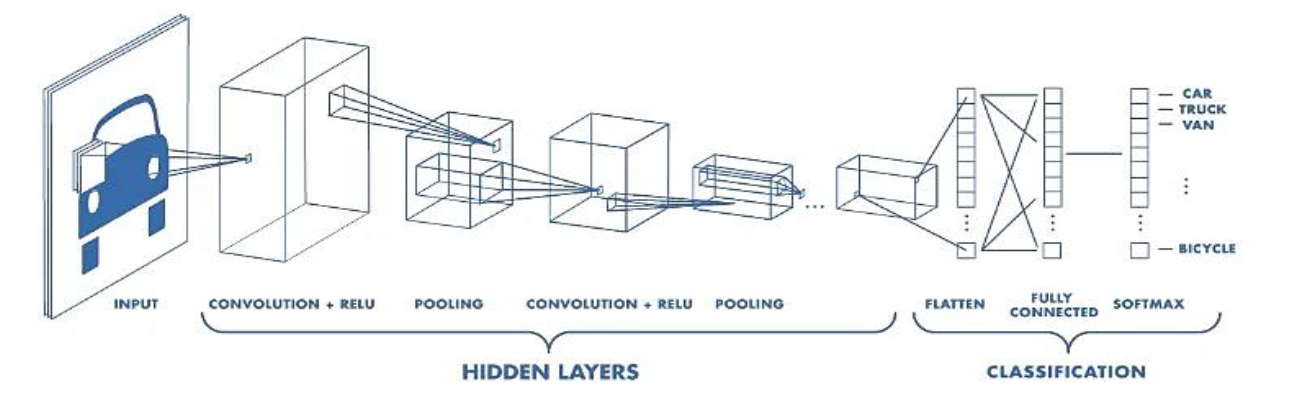 CAR
TRUCK
VAN
BICYCLE
INPUT
CONVOLUTION + RELU
POOLING
CONVOLUTION + RELU
POOLING
FLATTEN
FULLY
CONNECTED
SOFTMAX
HIDDEN LAYERS
CLASSIFICATION